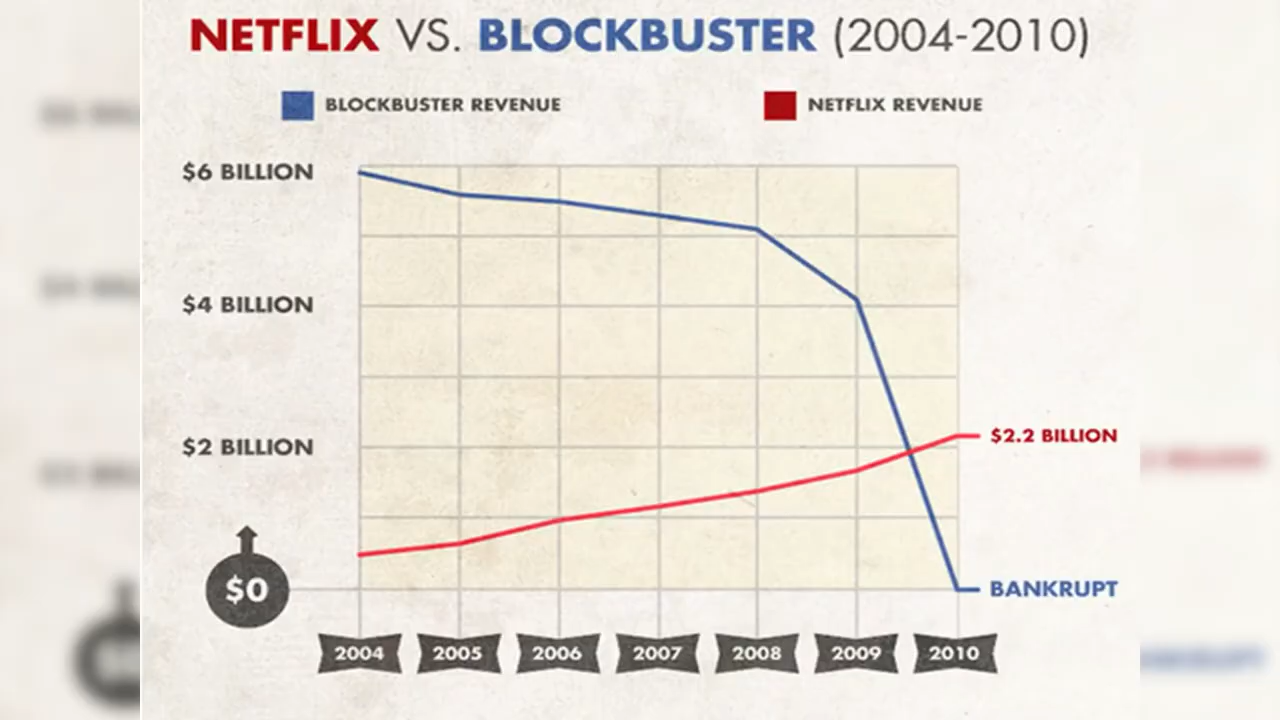 NETFLIX VS. BLOCKBUSTER (2004-2010)
BLOCKBUSTER REVENUE
NETFLIX REVENUE
$6 BILLION
$4 BILLION
$2 BILLION
$2.2 BILLION
$0
BANKRUPT
2004 2005 2006 2007 2008 2009 2010